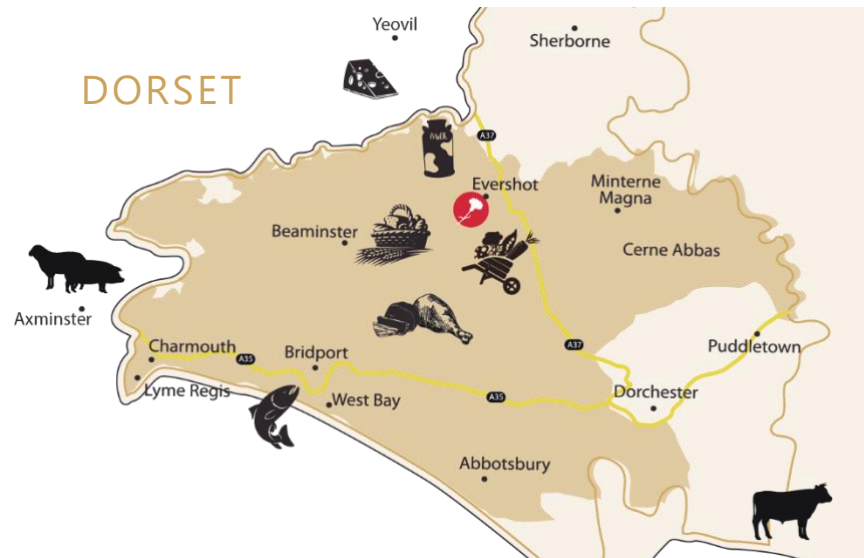 Yeovil
Sherborne
DORSET
A37
MILK
Evershot
Minterne
Magna
Beaminster
Cerne Abbas
Axminster
Charmouth
A35
Bridport
A37
Puddletown
Lyme Regis
West Bay
A35
Dorchester
Abbotsbury